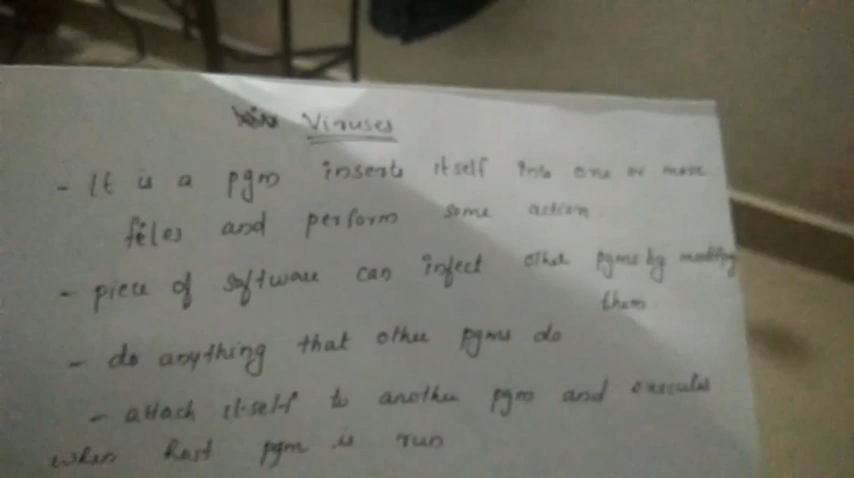 Viruses
- It is a pgm inserts itself into one or more
files and perform some action.
- piece of software can infect other pgms by modifying
them
- do anything that other pgms do
- attach itself to another pgm and executes
when host pgm is run